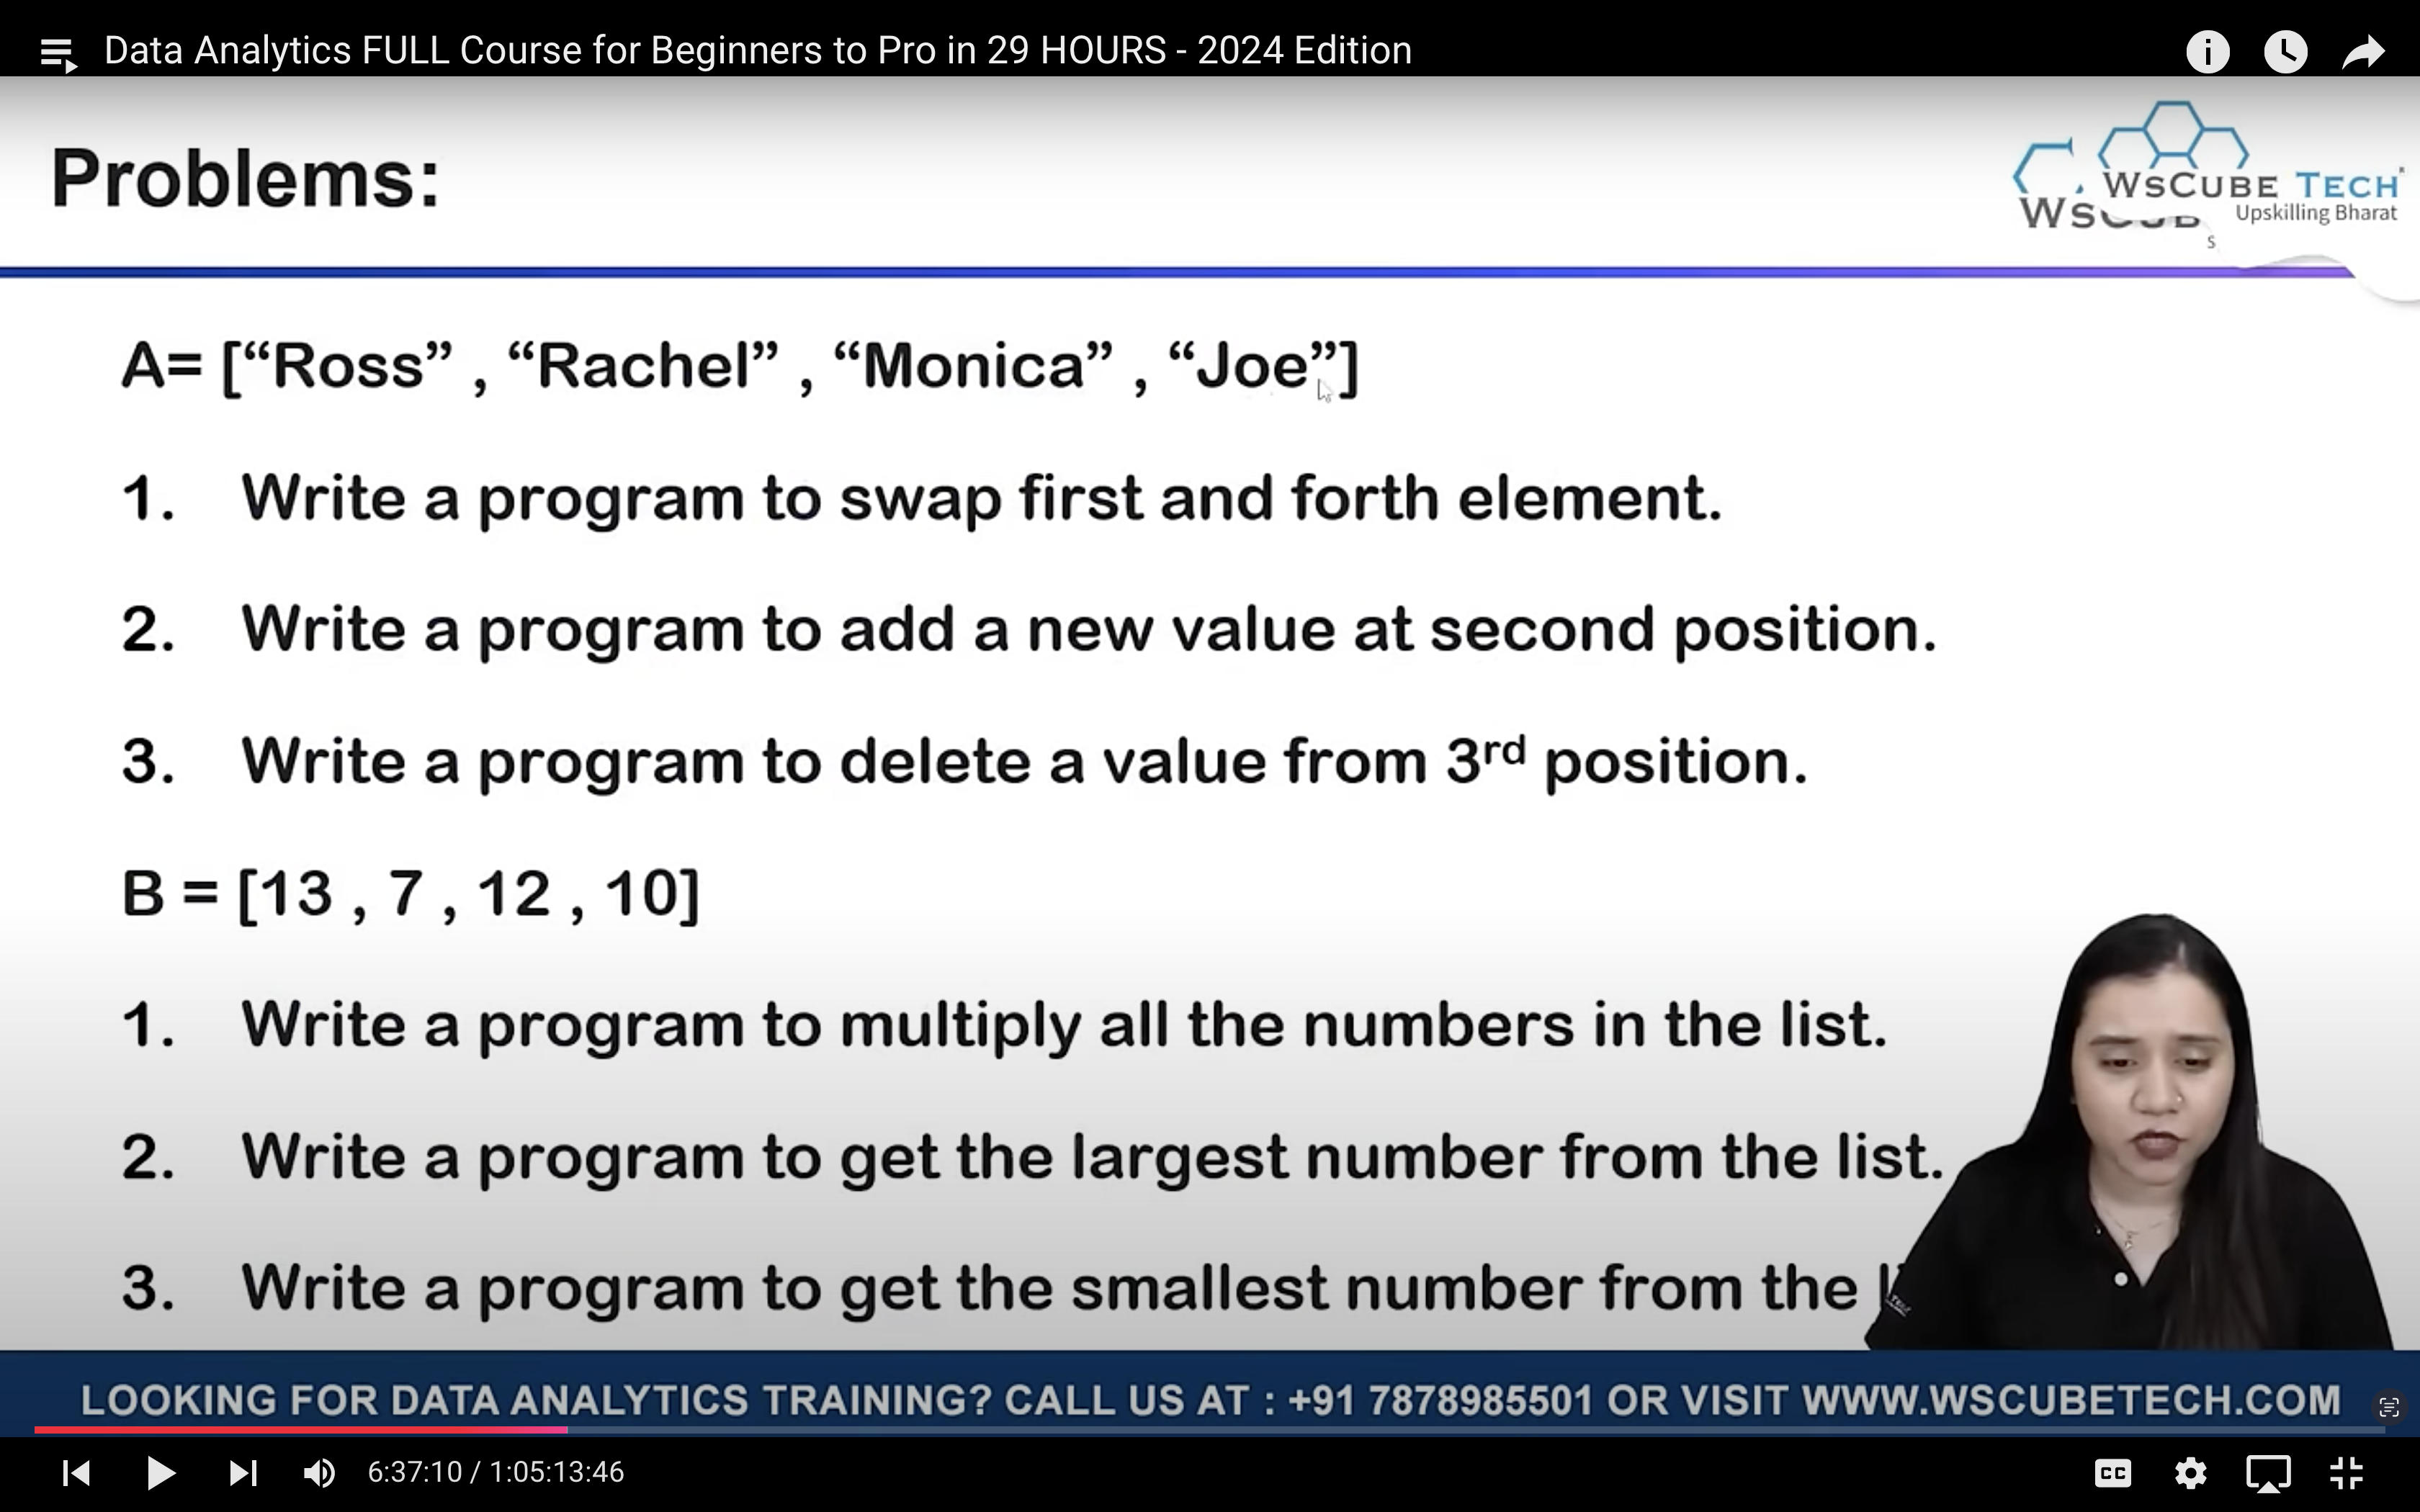 Data Analytics FULL Course for Beginners to Pro in 29 HOURS - 2024 Edition
Problems:
WSCUBE TECH
Upskilling Bharat
A= [“Ross” , “Rachel” , “Monica” , “Joe”]
1. Write a program to swap first and forth element.
2. Write a program to add a new value at second position.
3. Write a program to delete a value from 3rd position.
B = [13 , 7 , 12 , 10]
1. Write a program to multiply all the numbers in the list.
2. Write a program to get the largest number from the list.
3. Write a program to get the smallest number from the
LOOKING FOR DATA ANALYTICS TRAINING? CALL US AT : +91 7878985501 OR VISIT WWW.WSCUBETECH.COM
6:37:10 / 1:05:13:46
CC